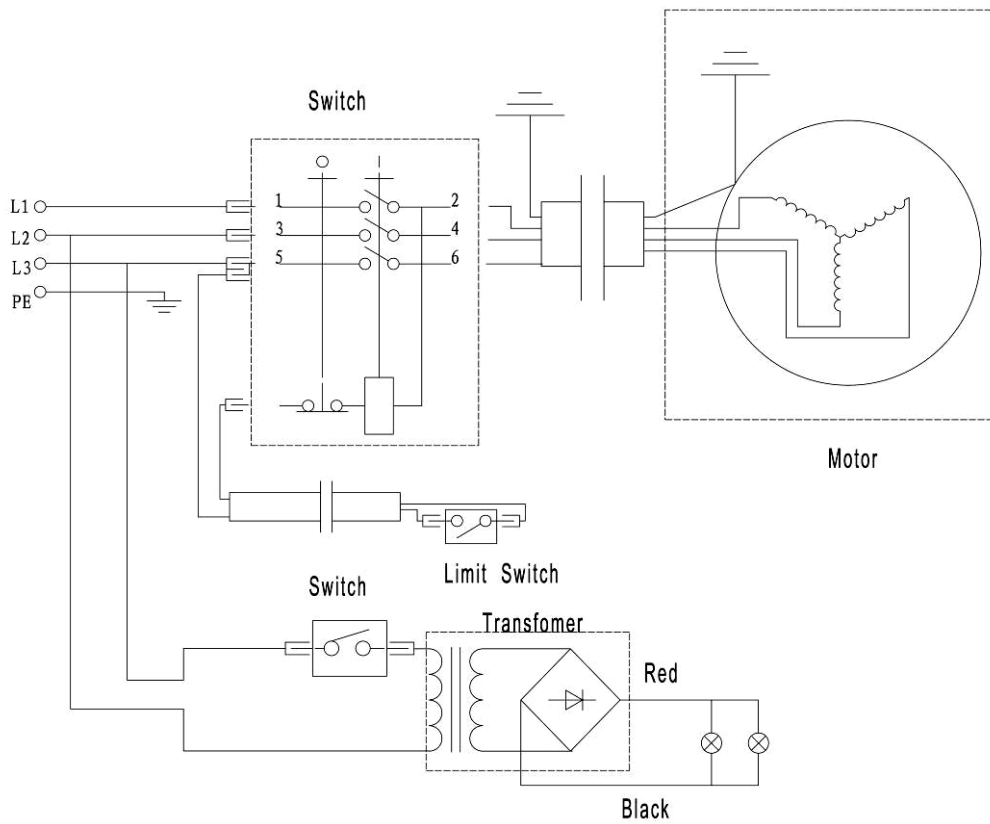 Switch
L1
1
2
L2
3
4
L3
5
6
PE
Motor
Limit Switch
Switch
Transfomer
Red
Black